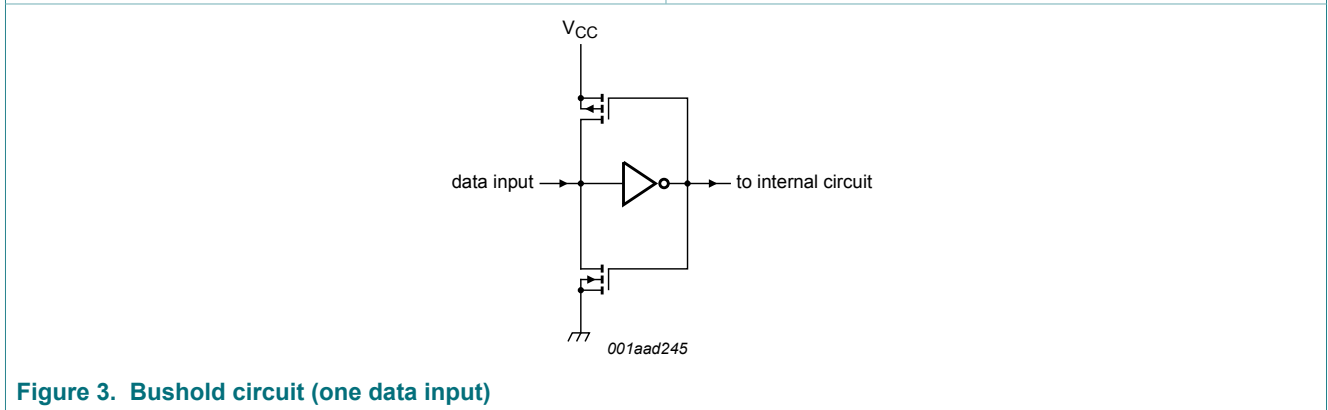 VCC
data input
to internal circuit
001aad245
Figure 3. Bushold circuit (one data input)